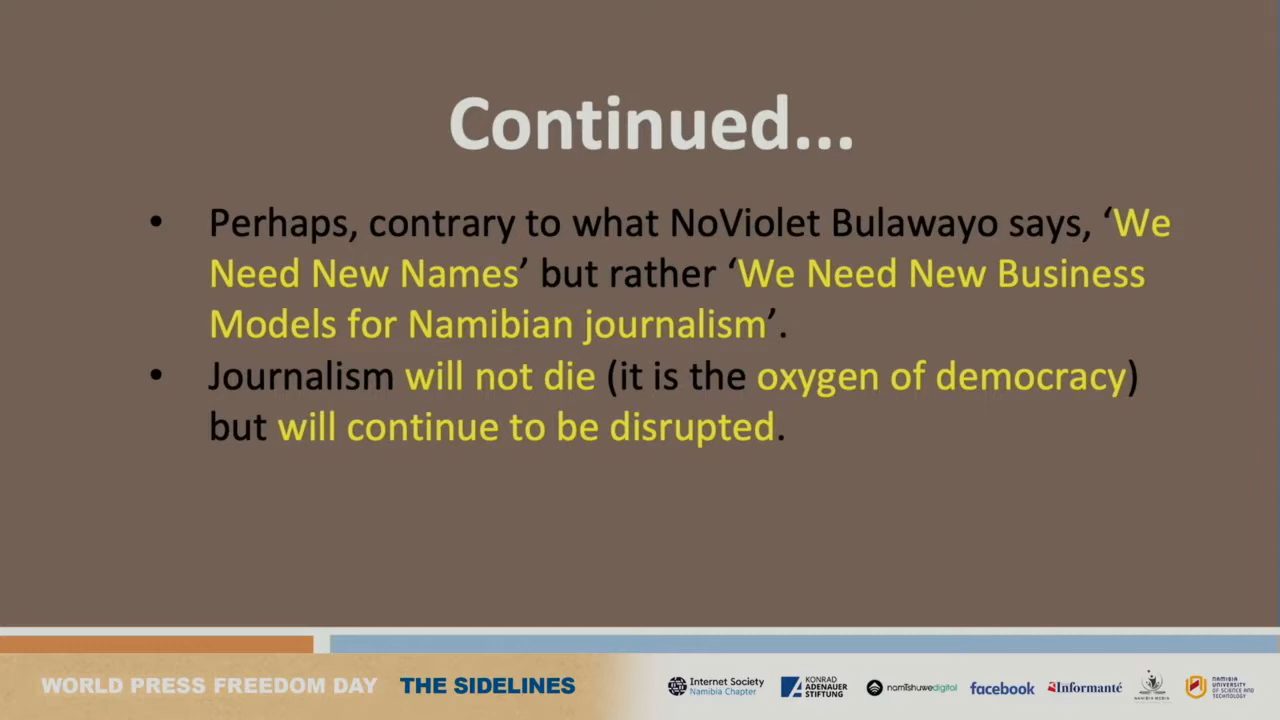 Continued...
• Perhaps, contrary to what NoViolet Bulawayo says, ‘We
Need New Names’ but rather ‘We Need New Business
Models for Namibian journalism’.
• Journalism will not die (it is the oxygen of democracy)
but will continue to be disrupted.
WORLD PRESS FREEDOM DAY THE SIDELINES
Internet Society
Namibia Chapter
KONRAD
ADENAUER
STIFTUNG
namtishuwedigital
facebook
Informanté
NAMIBIA MEDIA
NAMIBIA
UNIVERSITY
OF SCIENCE AND
TECHNOLOGY